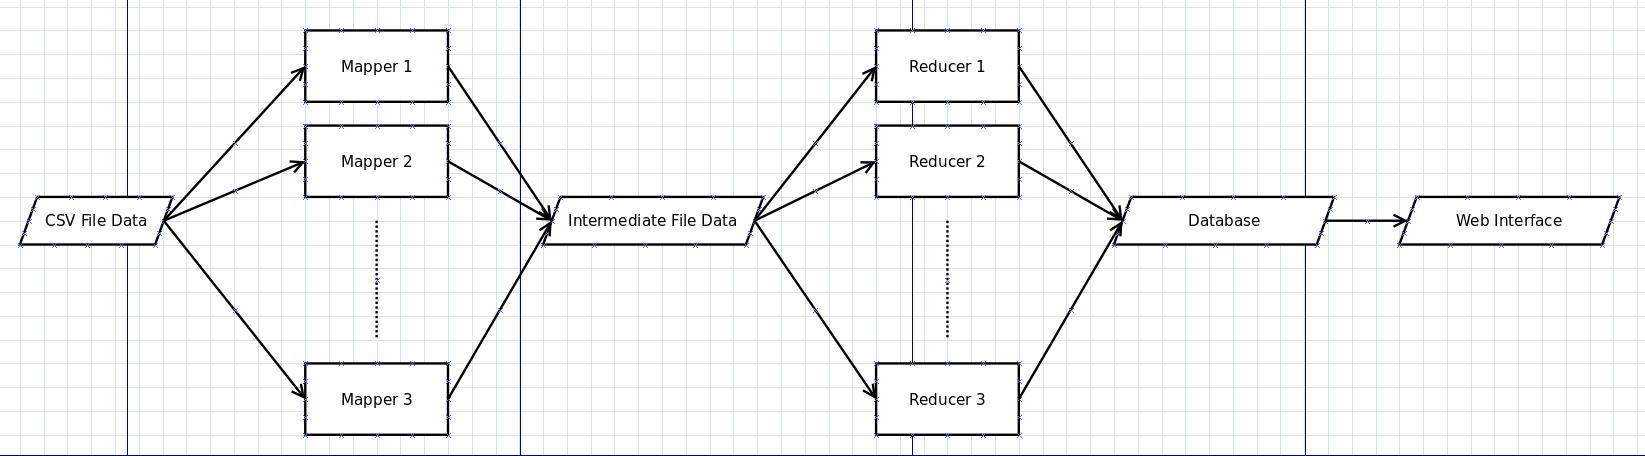 Mapper 1
Reducer 1
Mapper 2
Reducer 2
CSV File Data
Intermediate File Data
Database
Web Interface
Mapper 3
Reducer 3